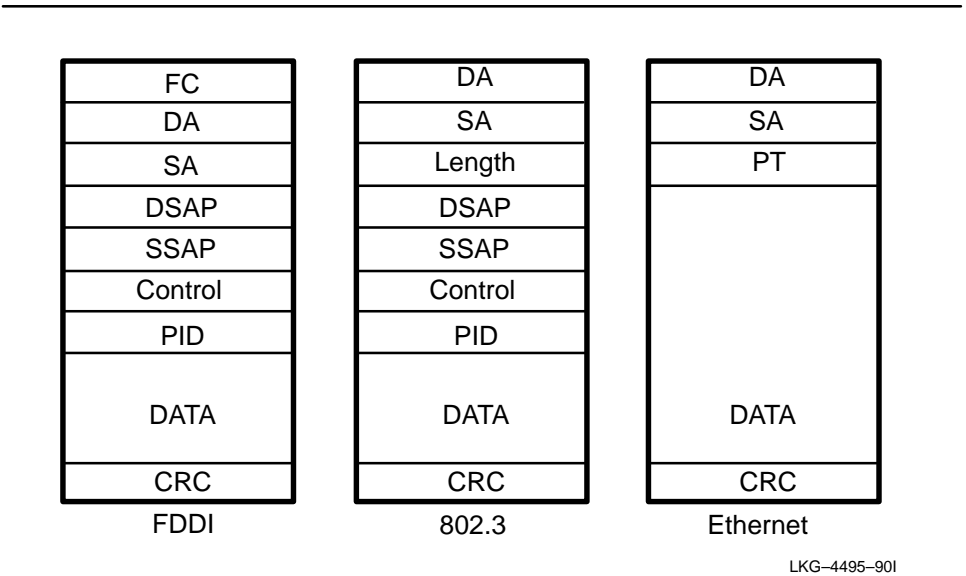 FC
DA
SA
DSAP
SSAP
Control
PID
DATA
CRC
FDDI
DA
SA
Length
DSAP
SSAP
Control
PID
DATA
CRC
802.3
DA
SA
PT
DATA
CRC
Ethernet
LKG–4495–90I